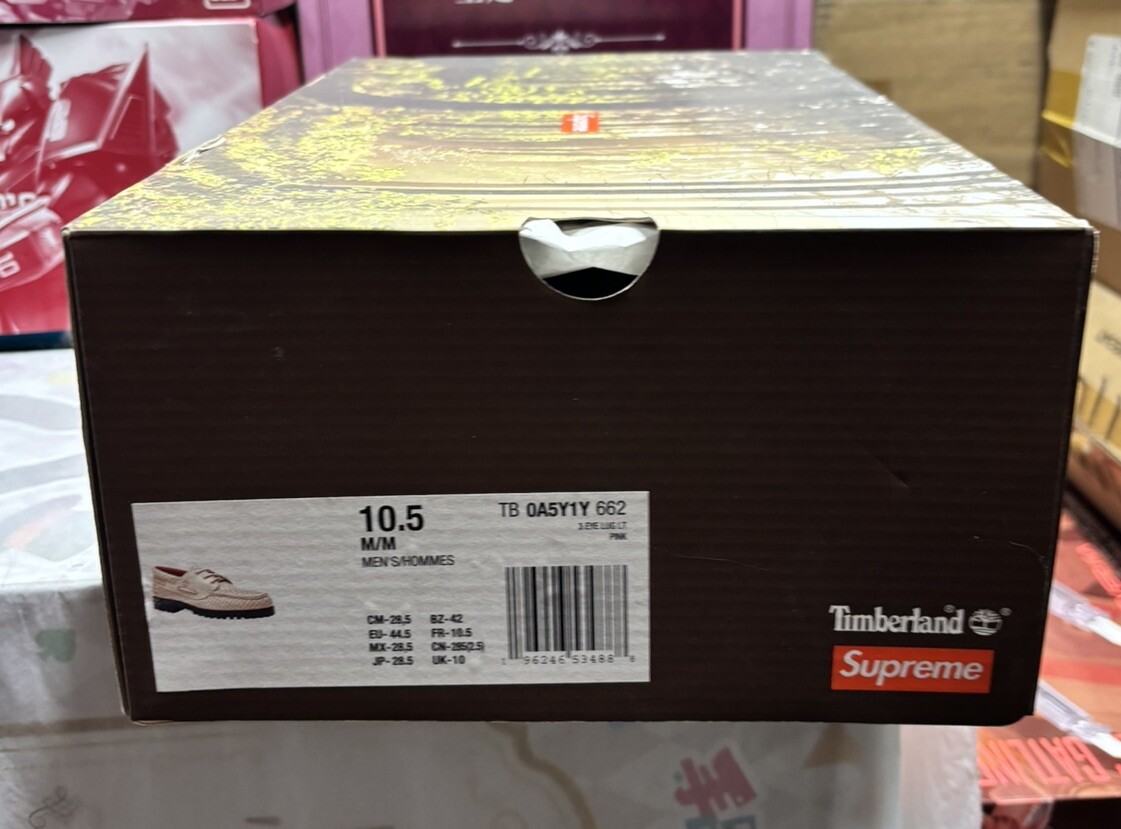 10.5
M/M
MEN'S/HOMMES
TB 0A5Y1Y 662
3-EYE LUG LT.
PINK
CM-28,5 BZ-42
EU-44.5 FR-10.5
MX-28,5 CN-285(2.5)
JP-28.5 UK-10
1 96246 53488 8
Timberland®
Supreme